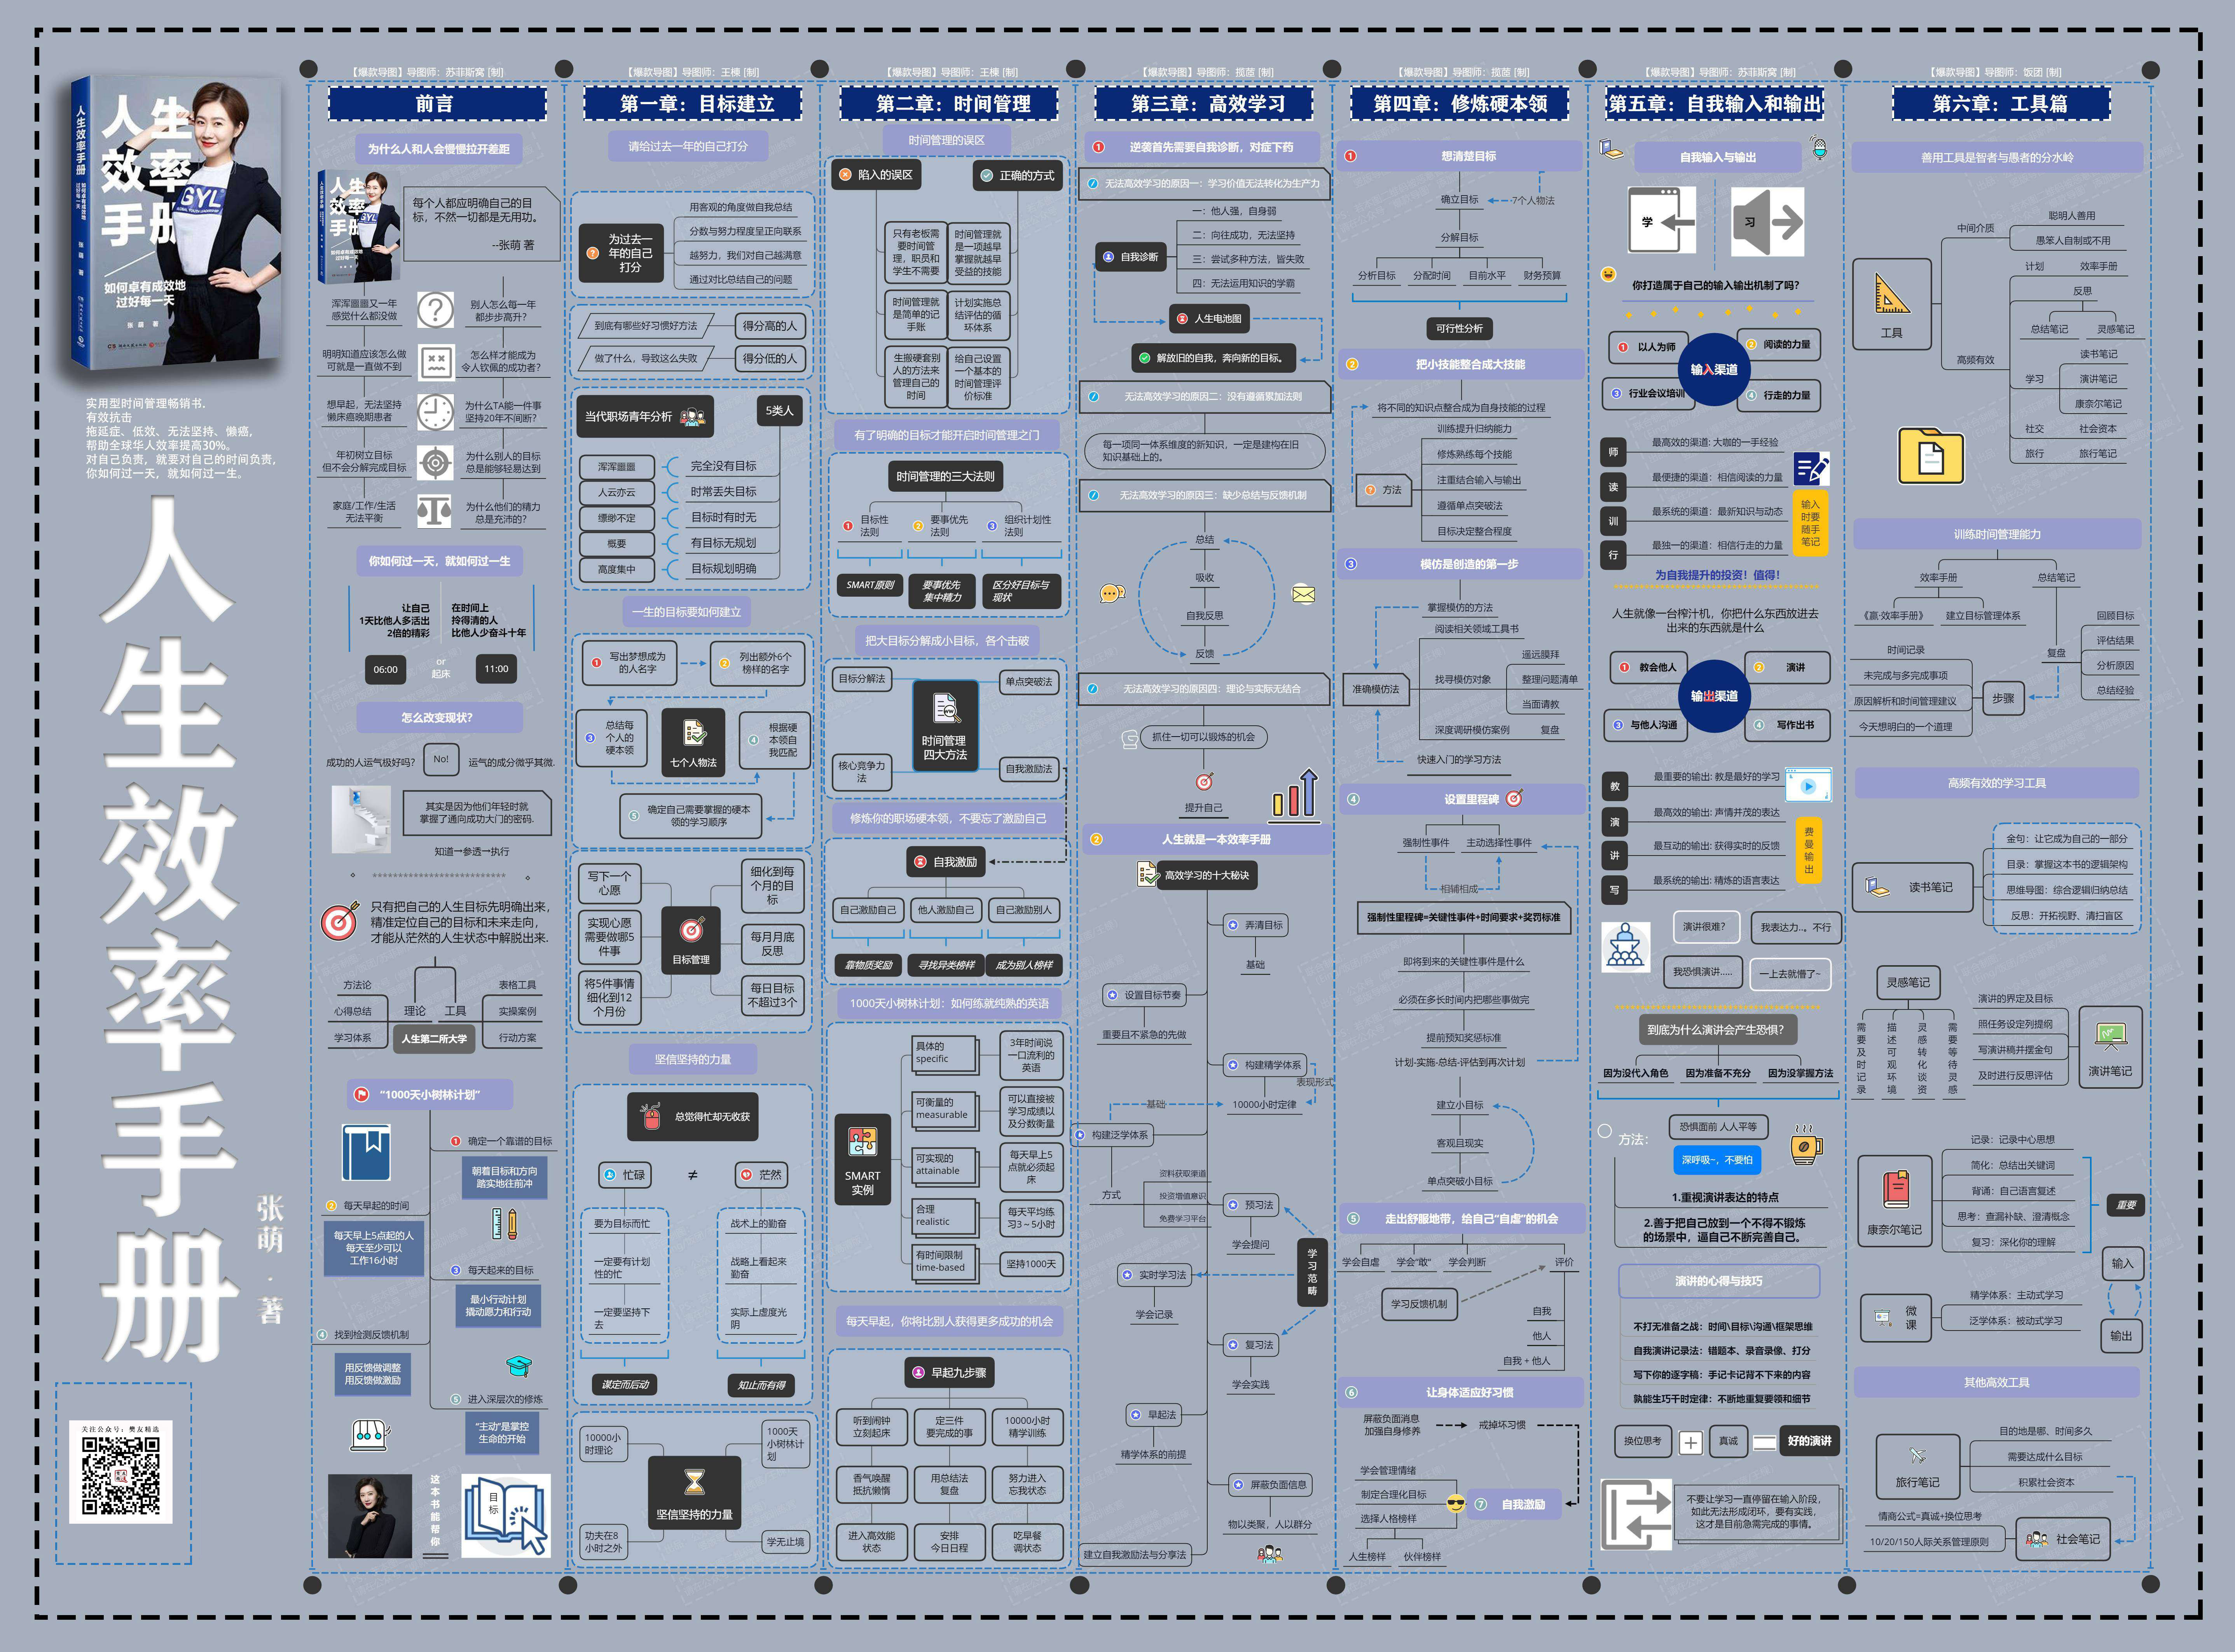 人生
效率
手册
如何卓有成效地
过好每一天
张萌 著
实用型时间管理畅销书.
有效抗击
拖延症、低效、无法坚持、懒癌,
帮助全球华人效率提高30%。
对自己负责, 就要对自己的时间负责,
你如何过一天, 就如何过一生。
人生效率手册
张萌·著
关注公众号: 樊友精选
【爆款导图】导图师: 苏菲斯窝 [制]
前言
为什么人和人会慢慢拉开差距
每个人都应明确自己的目
标, 不然一切都是无用功。
--张萌 著
浑浑噩噩又一年
感觉什么都没做
别人怎么每一年
都步步高升?
明明知道应该怎么做
可就是一直做不到
怎么样才能成为
令人钦佩的成功者?
想早起, 无法坚持
懒床癌晚期患者
为什么TA能一件事
坚持20年不间断?
年初树立目标
但不会分解完成目标
为什么别人的目标
总是能够轻易达到
家庭/工作/生活
无法平衡
为什么他们的精力
总是充沛的?
你如何过一天, 就如何过一生
让自己
1天比他人多活出
2倍的精彩
在时间上
拎得清的人
比他人少奋斗十年
06:00
or
起床
11:00
怎么改变现状?
成功的人运气极好吗?
No!
运气的成分微乎其微.
其实是因为他们年轻时就
掌握了通向成功大门的密码.
知道→参透→执行
只有把自己的人生目标先明确出来,
精准定位自己的目标和未来走向,
才能从茫然的人生状态中解脱出来.
方法论
心得总结
学习体系
理论
工具
表格工具
实操案例
行动方案
人生第二所大学
“1000天小树林计划”
1 确定一个靠谱的目标
朝着目标和方向
踏实地往前冲
2 每天早起的时间
每天早上5点起的人
每天至少可以
工作16小时
3 每天起来的目标
最小行动计划
撬动愿力和行动
4 找到检测反馈机制
用反馈做调整
用反馈做激励
5 进入深层次的修炼
“主动”是掌控
生命的开始
这本书能帮你
目标
【爆款导图】导图师: 王棟 [制]
第一章: 目标建立
请给过去一年的自己打分
为过去一
年的自己
打分
用客观的角度做自我总结
分数与努力程度呈正向联系
越努力, 我们对自己越满意
通过对比总结自己的问题
到底有哪些好习惯好方法
得分高的人
做了什么, 导致这么失败
得分低的人
当代职场青年分析
5类人
浑浑噩噩
完全没有目标
人云亦云
时常丢失目标
缥缈不定
目标时有时无
概要
有目标无规划
高度集中
目标规划明确
一生的目标要如何建立
1 写出梦想成为
的人名字
2 列出额外6个
榜样的名字
3 总结每
个人的
硬本领
七个人物法
4 根据硬
本领自
我匹配
5 确定自己需要掌握的硬本
领的学习顺序
写下一个
心愿
实现心愿
需要做哪5
件事
将5件事情
细化到12
个月份
目标管理
细化到每
个月的目
标
每月月底
反思
每日目标
不超过3个
坚信坚持的力量
总觉得忙却无收获
忙碌
≠
茫然
要为目标而忙
一定要有计划
性的忙
一定要坚持下
去
战术上的勤奋
战略上看起来
勤奋
实际上虚度光
阴
谋定而后动
知止而有得
10000小
时理论
1000天
小树林计
划
坚信坚持的力量
功夫在8
小时之外
学无止境
【爆款导图】导图师: 王棟 [制]
第二章: 时间管理
时间管理的误区
陷入的误区
正确的方式
只有老板需
要时间管
理, 职员和
学生不需要
时间管理就
是一项越早
掌握就越早
受益的技能
时间管理就
是简单的记
手账
计划实施总
结评估的循
环体系
生搬硬套别
人的方法来
管理自己的
时间
给自己设置
一个基本的
时间管理评
价标准
有了明确的目标才能开启时间管理之门
时间管理的三大法则
1 目标性
法则
2 要事优先
法则
3 组织计划性
法则
SMART原则
要事优先
集中精力
区分好目标与
现状
把大目标分解成小目标, 各个击破
目标分解法
单点突破法
时间管理
四大方法
核心竞争力
法
自我激励法
修炼你的职场硬本领, 不要忘了激励自己
自我激励
自己激励自己
他人激励自己
自己激励别人
靠物质奖励
寻找异类榜样
成为别人榜样
1000天小树林计划: 如何练就纯熟的英语
SMART
实例
具体的
specific
3年时间说
一口流利的
英语
可衡量的
measurable
可以直接被
学习成绩以
及分数衡量
可实现的
attainable
每天早上5
点就必须起
床
合理
realistic
每天平均练
习3~5小时
有时间限制
time-based
坚持1000天
每天早起, 你将比别人获得更多成功的机会
早起九步骤
听到闹钟
立刻起床
定三件
要完成的事
10000小时
精学训练
香气唤醒
抵抗懒惰
用总结法
复盘
努力进入
忘我状态
进入高效能
状态
安排
今日日程
吃早餐
调状态
【爆款导图】导图师: 揽蓝 [制]
第三章: 高效学习
1 逆袭首先需要自我诊断, 对症下药
无法高效学习的原因一: 学习价值无法转化为生产力
自我诊断
一: 他人强, 自身弱
二: 向往成功, 无法坚持
三: 尝试多种方法, 皆失败
四: 无法运用知识的学霸
人生电池图
解放旧的自我, 奔向新的目标。
无法高效学习的原因二: 没有遵循累加法则
每一项同一体系维度的新知识, 一定是建构在旧
知识基础上的。
无法高效学习的原因三: 缺少总结与反馈机制
总结
吸收
自我反思
反馈
无法高效学习的原因四: 理论与实际无结合
抓住一切可以锻炼的机会
提升自己
2 人生就是一本效率手册
高效学习的十大秘诀
弄清目标
基础
设置目标节奏
重要且不紧急的先做
构建精学体系
表现形式
基础
10000小时定律
构建泛学体系
方式
资料获取渠道
投资增值意识
免费学习平台
预习法
学会提问
学习范畴
实时学习法
学会记录
复习法
学会实践
早起法
精学体系的前提
屏蔽负面信息
物以类聚, 人以群分
建立自我激励法与分享法
【爆款导图】导图师: 揽蓝 [制]
第四章: 修炼硬本领
1 想清楚目标
确立目标
7个人物法
分解目标
分析目标
分配时间
目前水平
财务预算
可行性分析
2 把小技能整合成大技能
将不同的知识点整合成为自身技能的过程
方法
训练提升归纳能力
修炼熟练每个技能
注重结合输入与输出
遵循单点突破法
目标决定整合程度
3 模仿是创造的第一步
掌握模仿的方法
准确模仿法
阅读相关领域工具书
找寻模仿对象
遥远膜拜
整理问题清单
当面请教
深度调研模仿案例
复盘
快速入门的学习方法
4 设置里程碑
强制性事件
主动选择性事件
相辅相成
强制性里程碑=关键性事件+时间要求+奖罚标准
即将到来的关键性事件是什么
必须在多长时间内把哪些事做完
提前预知奖惩标准
计划-实施-总结-评估到再次计划
建立小目标
客观且现实
单点突破小目标
5 走出舒服地带, 给自己“自虐”的机会
学会自虐
学会“敢”
学会判断
评价
学习反馈机制
自我
他人
自我 + 他人
6 让身体适应好习惯
屏蔽负面消息
加强自身修养
戒掉坏习惯
学会管理情绪
制定合理化目标
选择人格榜样
人生榜样
伙伴榜样
7 自我激励
【爆款导图】导图师: 苏菲斯窝 [制]
第五章: 自我输入和输出
自我输入与输出
学
习
你打造属于自己的输入输出机制了吗?
1 以人为师
2 阅读的力量
输入渠道
3 行业会议培训
4 行走的力量
师
最高效的渠道: 大咖的一手经验
读
最便捷的渠道: 相信阅读的力量
训
最系统的渠道: 最新知识与动态
行
最独一的渠道: 相信行走的力量
输入
时要
随手
笔记
为自我提升的投资! 值得!
人生就像一台榨汁机, 你把什么东西放进去
出来的东西就是什么
1 教会他人
2 演讲
输出渠道
3 与他人沟通
4 写作出书
教
最重要的输出: 教是最好的学习
演
最高效的输出: 声情并茂的表达
讲
最互动的输出: 获得实时的反馈
写
最系统的输出: 精炼的语言表达
费曼输出
演讲很难?
我表达力..。不行
我恐惧演讲.....
一上去就懵了~
到底为什么演讲会产生恐惧?
因为没代入角色
因为准备不充分
因为没掌握方法
方法:
恐惧面前 人人平等
深呼吸~, 不要怕
1.重视演讲表达的特点
2.善于把自己放到一个不得不锻炼
的场景中, 逼自己不断完善自己。
演讲的心得与技巧
不打无准备之战: 时间\目标\沟通\框架思维
自我演讲记录法: 错题本、录音录像、打分
写下你的逐字稿: 手记卡记背不下来的内容
孰能生巧千时定律: 不断地重复要领和细节
换位思考
真诚
好的演讲
不要让学习一直停留在输入阶段,
如此无法形成闭环, 要有实践,
这才是目前急需完成的事情。
【爆款导图】导图师: 饭团 [制]
第六章: 工具篇
善用工具是智者与愚者的分水岭
工具
中间介质
聪明人善用
愚笨人自制或不用
高频有效
计划
效率手册
反思
总结笔记
灵感笔记
学习
读书笔记
演讲笔记
康奈尔笔记
社交
社会资本
旅行
旅行笔记
训练时间管理能力
效率手册
总结笔记
《赢·效率手册》
建立目标管理体系
复盘
回顾目标
评估结果
分析原因
总结经验
步骤
时间记录
未完成与多完成事项
原因解析和时间管理建议
今天想明白的一个道理
高频有效的学习工具
读书笔记
金句: 让它成为自己的一部分
目录: 掌握这本书的逻辑架构
思维导图: 综合逻辑归纳总结
反思: 开拓视野、清扫盲区
灵感笔记
需要及时记录
描述可观环境
灵感转化谈资
需要等待灵感
演讲的界定及目标
照任务设定列提纲
写演讲稿并摆金句
及时进行反思评估
演讲笔记
康奈尔笔记
记录: 记录中心思想
简化: 总结出关键词
背诵: 自己语言复述
思考: 查漏补缺、澄清概念
复习: 深化你的理解
重要
微课
精学体系: 主动式学习
泛学体系: 被动式学习
输入
输出
其他高效工具
旅行笔记
目的地是哪、时间多久
需要达成什么目标
积累社会资本
情商公式=真诚+换位思考
10/20/150人际关系管理原则
社会笔记